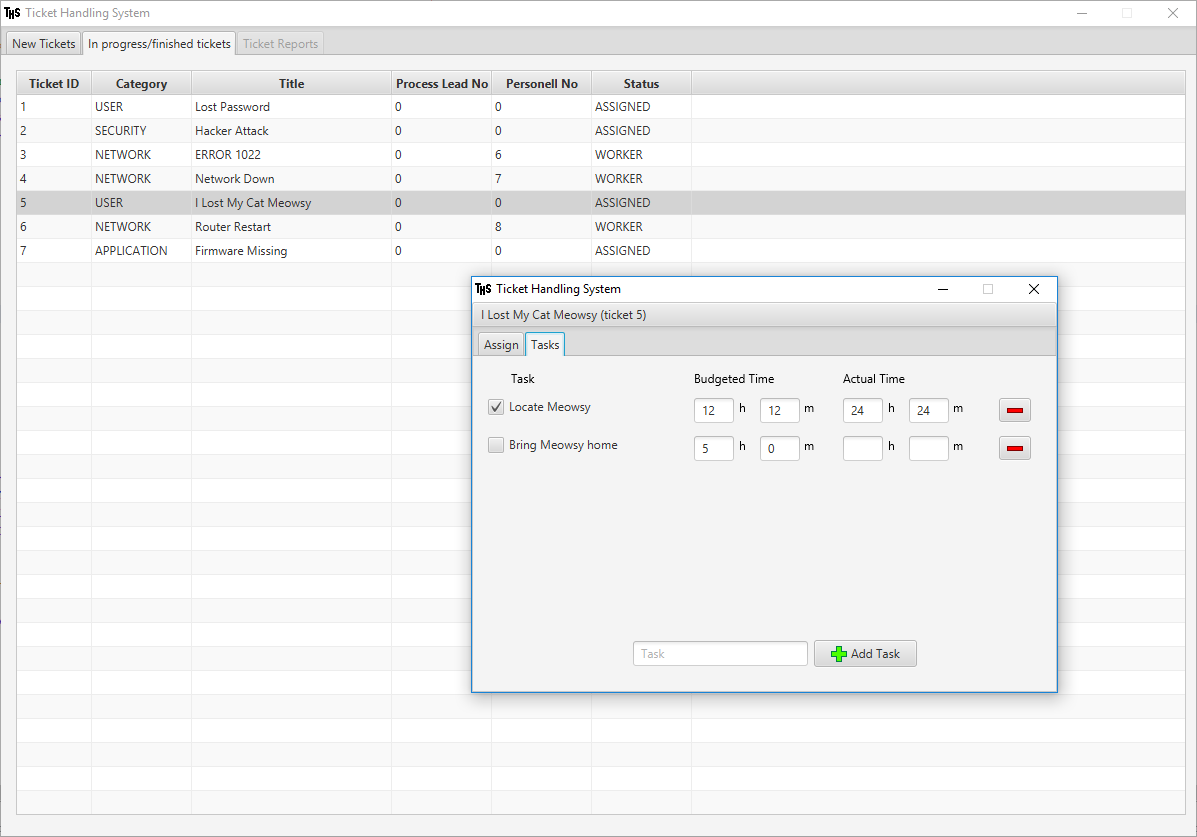 THS Ticket Handling System
New Tickets In progress/finished tickets Ticket Reports
Ticket ID Category Title Process Lead No Personell No Status
1 USER Lost Password 0 0 ASSIGNED
2 SECURITY Hacker Attack 0 0 ASSIGNED
3 NETWORK ERROR 1022 0 6 WORKER
4 NETWORK Network Down 0 7 WORKER
5 USER I Lost My Cat Meowsy 0 0 ASSIGNED
6 NETWORK Router Restart 0 8 WORKER
7 APPLICATION Firmware Missing 0 0 ASSIGNED
THS Ticket Handling System
I Lost My Cat Meowsy (ticket 5)
Assign Tasks
Task Budgeted Time Actual Time
Locate Meowsy 12 h 12 m 24 h 24 m
Bring Meowsy home 5 h 0 m h m
Task Add Task